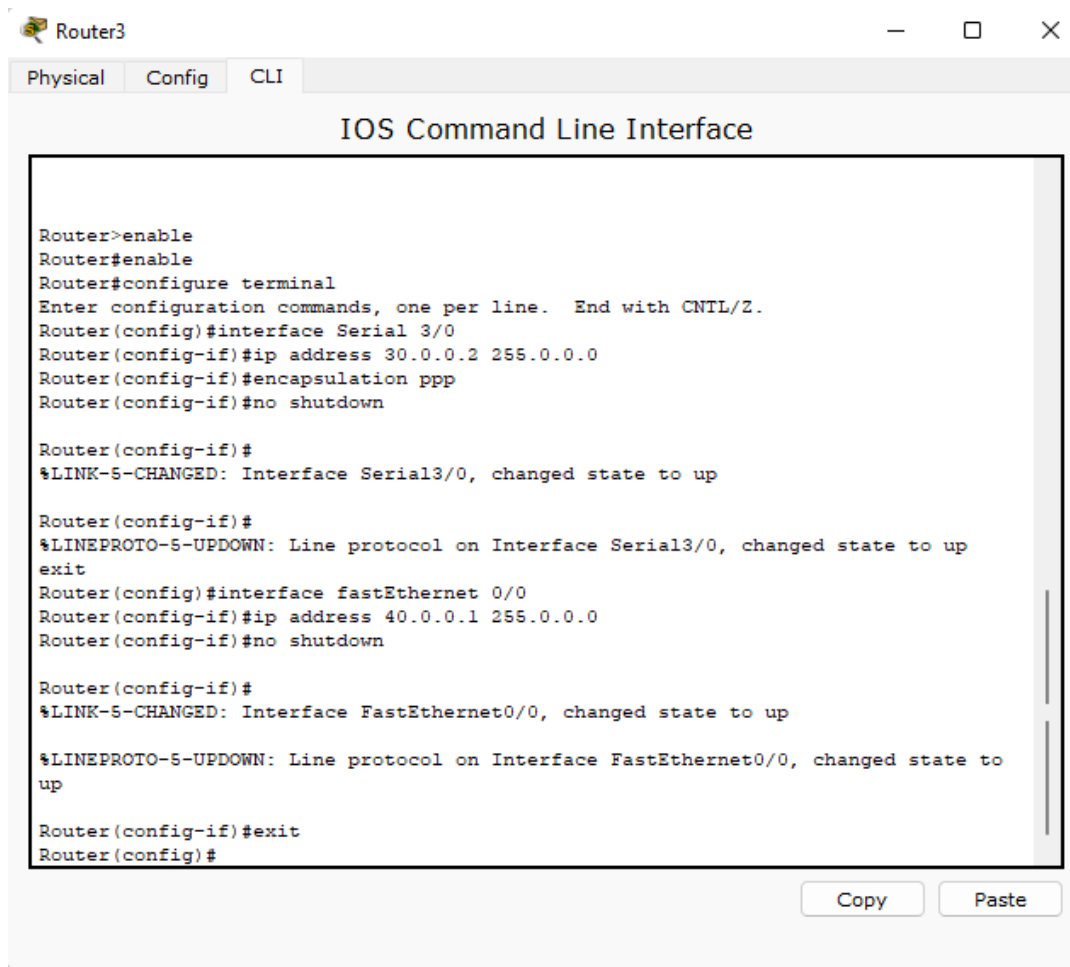 Router3
Physical Config CLI
IOS Command Line Interface
Router>enable
Router#enable
Router#configure terminal
Enter configuration commands, one per line.  End with CNTL/Z.
Router(config)#interface Serial 3/0
Router(config-if)#ip address 30.0.0.2 255.0.0.0
Router(config-if)#encapsulation ppp
Router(config-if)#no shutdown
Router(config-if)#
%LINK-5-CHANGED: Interface Serial3/0, changed state to up
Router(config-if)#
%LINEPROTO-5-UPDOWN: Line protocol on Interface Serial3/0, changed state to up
exit
Router(config)#interface fastEthernet 0/0
Router(config-if)#ip address 40.0.0.1 255.0.0.0
Router(config-if)#no shutdown
Router(config-if)#
%LINK-5-CHANGED: Interface FastEthernet0/0, changed state to up
%LINEPROTO-5-UPDOWN: Line protocol on Interface FastEthernet0/0, changed state to
up
Router(config-if)#exit
Router(config)#
Copy Paste